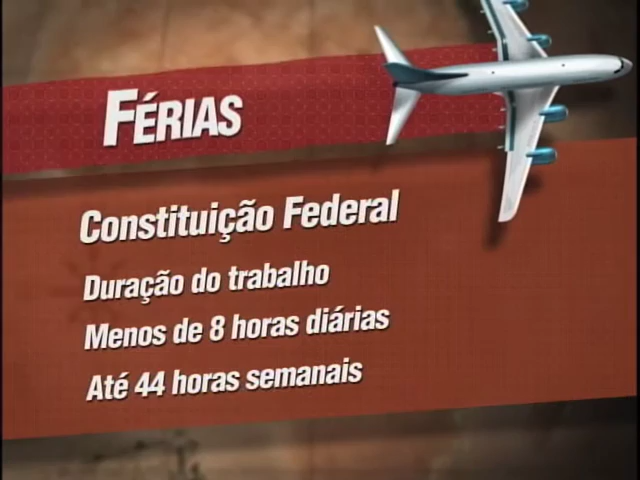 FÉRIAS
Constituição Federal
Duração do trabalho
Menos de 8 horas diárias
Até 44 horas semanais